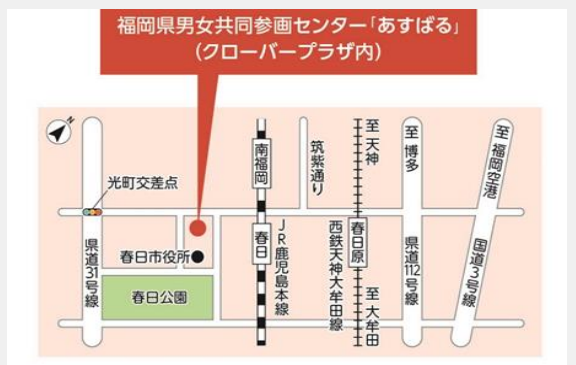 福岡県男女共同参画センター「あすばる」
（クローバープラザ内）
N
光町交差点
県道31号線
春日市役所
春日公園
南福岡
春日
JR鹿児島本線
筑紫通り
至 天神
春日原
西鉄天神大牟田線
至 大牟田
至 博多
県道112号線
至 福岡空港
国道3号線